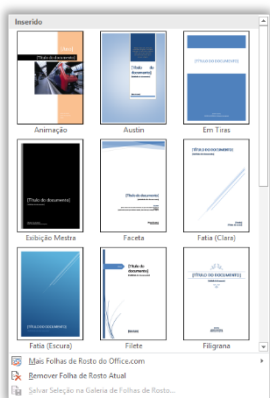 Inserido
[Título do documento]
[Título do documento]
[TÍTULO DO DOCUMENTO]
Animação
Austin
Em Tiras
[Título do documento]
[Título do documento]
[TÍTULO DO DOCUMENTO]
Exibição Mestra
Faceta
Fatia (Clara)
[TÍTULO DO DOCUMENTO]
[Título do documento]
[TÍTULO DO DOCUMENTO]
Fatia (Escura)
Filete
Filigrana
Mais Folhas de Rosto do Office.com
Remover Folha de Rosto Atual
Salvar Seleção na Galeria de Folhas de Rosto...